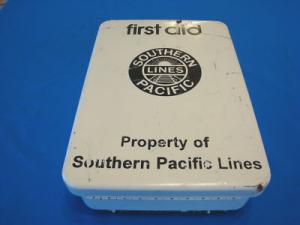 first aid
SOUTHERN
LINES
PACIFIC
Property of
Southern Pacific Lines